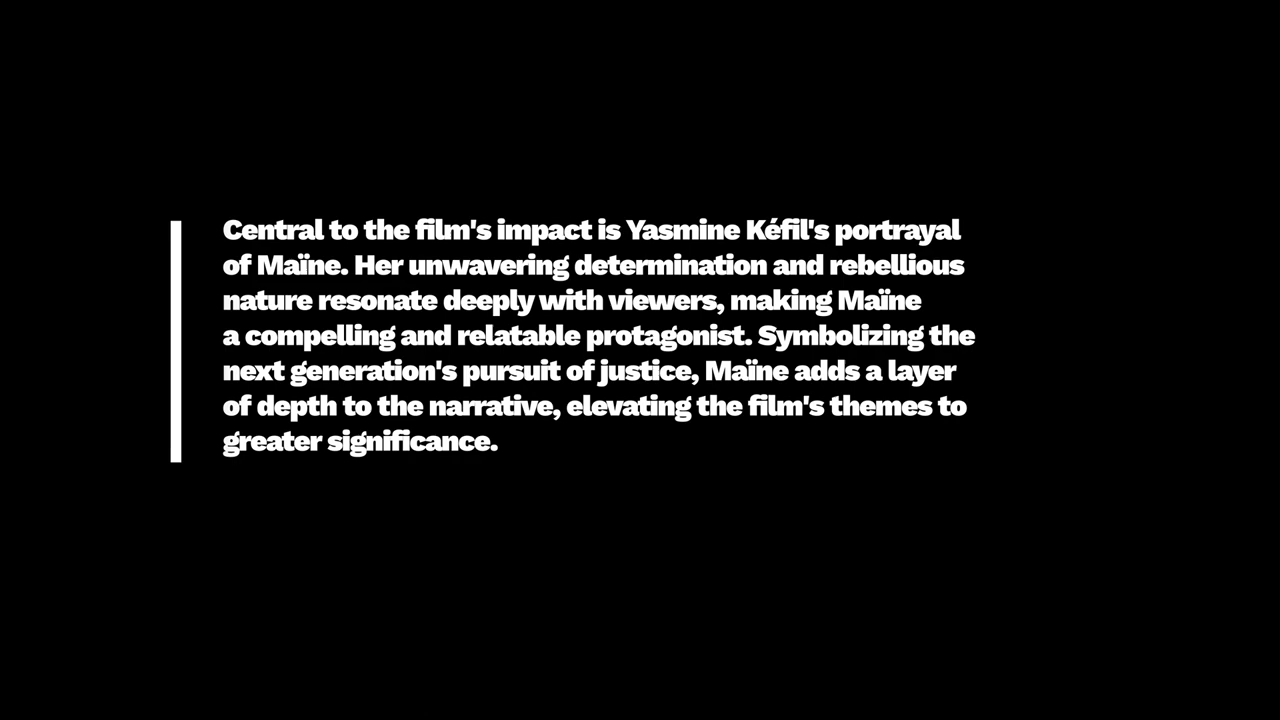 Central to the film's impact is Yasmine Kéfil's portrayal
of Maïne. Her unwavering determination and rebellious
nature resonate deeply with viewers, making Maïne
a compelling and relatable protagonist. Symbolizing the
next generation's pursuit of justice, Maïne adds a layer
of depth to the narrative, elevating the film's themes to
greater significance.